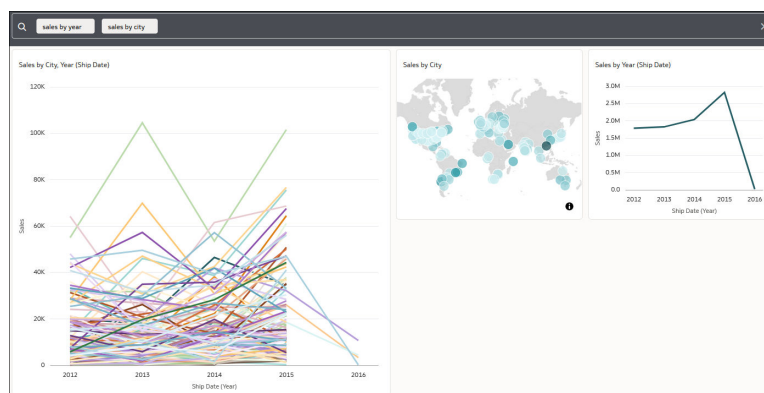 sales by year
sales by city
Sales by City, Year (Ship Date)
120K
100K
80K
60K
40K
20K
0
Sales
2012 2013 2014 2015 2016
Ship Date (Year)
Sales by City
Sales by Year (Ship Date)
3.0M
2.5M
2.0M
1.5M
1.0M
0.5M
0.0
Sales
2012 2013 2014 2015 2016
Ship Date (Year)